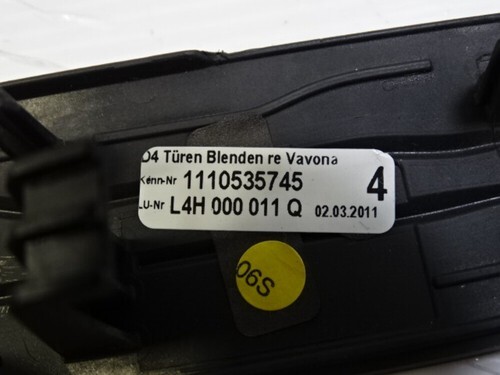 D4 Türen Blenden re Vavona
Kenn-Nr 1110535745 4
LU-Nr L4H 000 011 Q 02.03.2011
06S